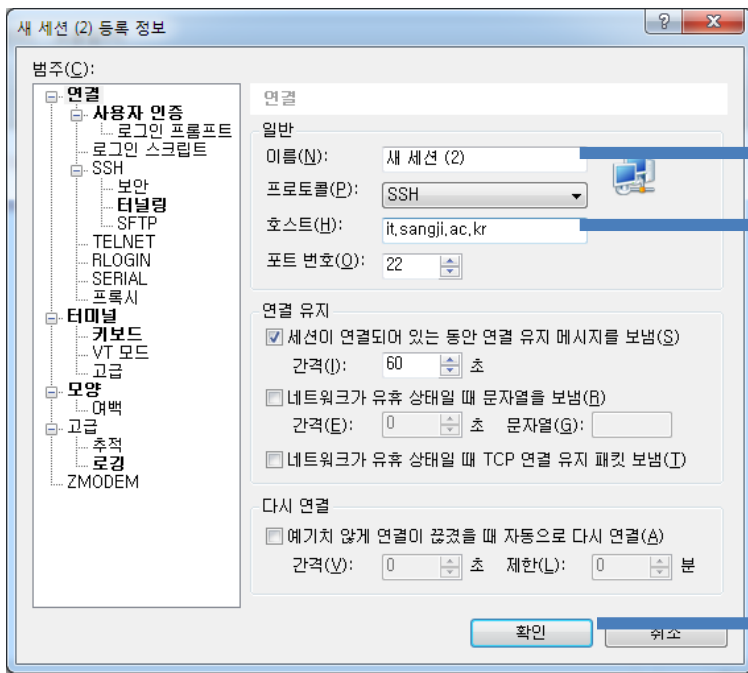 새 세션 (2) 등록 정보
범주(C):
연결
사용자 인증
로그인 프롬프트
로그인 스크립트
SSH
보안
터널링
SFTP
TELNET
RLOGIN
SERIAL
프록시
터미널
키보드
VT 모드
고급
모양
여백
고급
추적
로깅
ZMODEM
연결
일반
이름(N): 새 세션 (2)
프로토콜(P): SSH
호스트(H): it.sangji.ac.kr
포트 번호(O): 22
연결 유지
세션이 연결되어 있는 동안 연결 유지 메시지를 보냄(S)
간격(I): 60 초
네트워크가 유휴 상태일 때 문자열을 보냄(R)
간격(E): 0 초 문자열(G):
네트워크가 유휴 상태일 때 TCP 연결 유지 패킷 보냄(T)
다시 연결
예기치 않게 연결이 끊겼을 때 자동으로 다시 연결(A)
간격(V): 0 초 제한(L): 0 분
확인 취소